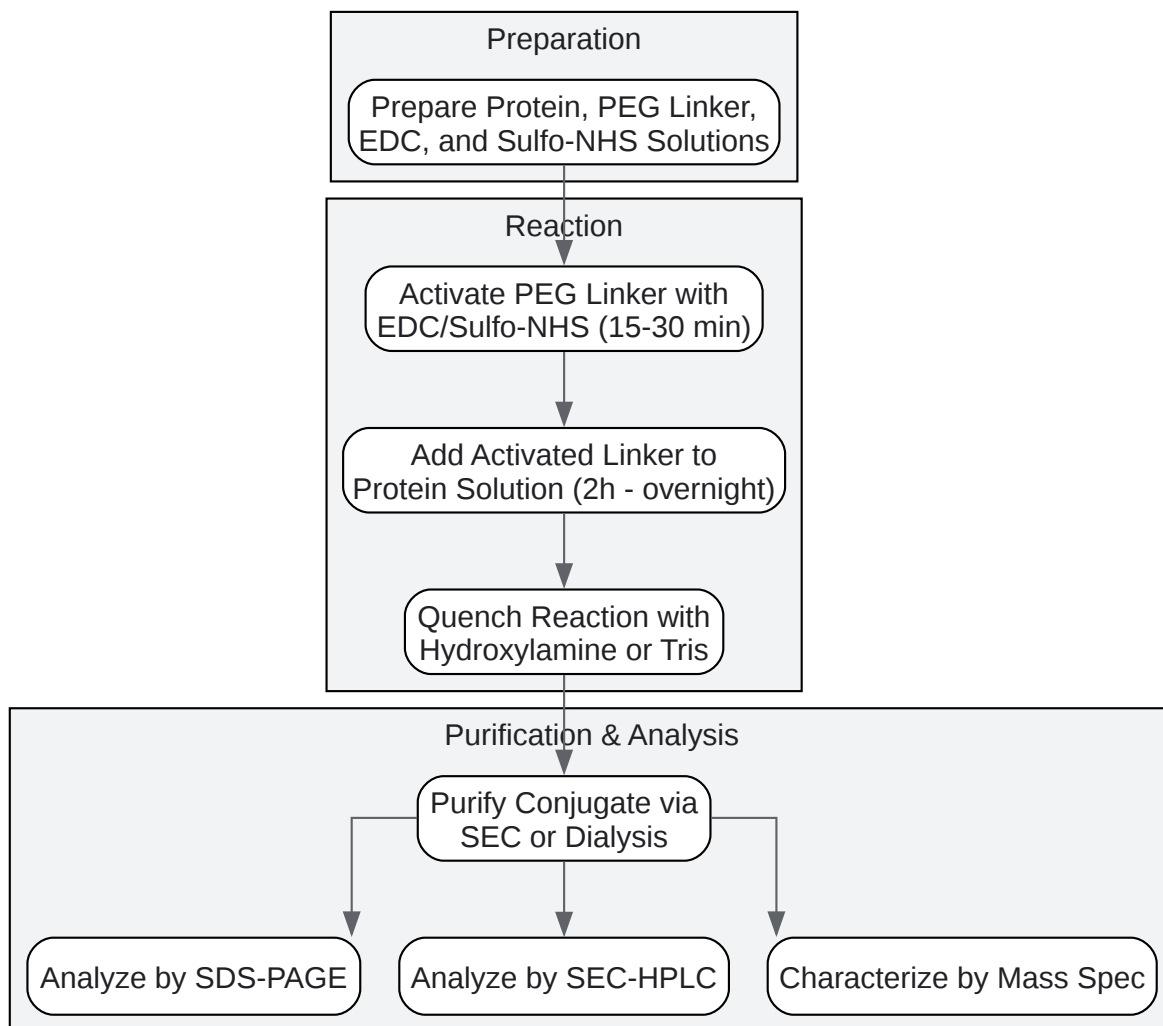 Preparation
Prepare Protein, PEG Linker,
EDC, and Sulfo-NHS Solutions
Reaction
Activate PEG Linker with
EDC/Sulfo-NHS (15-30 min)
Add Activated Linker to
Protein Solution (2h - overnight)
Quench Reaction with
Hydroxylamine or Tris
Purification & Analysis
Purify Conjugate via
SEC or Dialysis
Analyze by SDS-PAGE
Analyze by SEC-HPLC
Characterize by Mass Spec